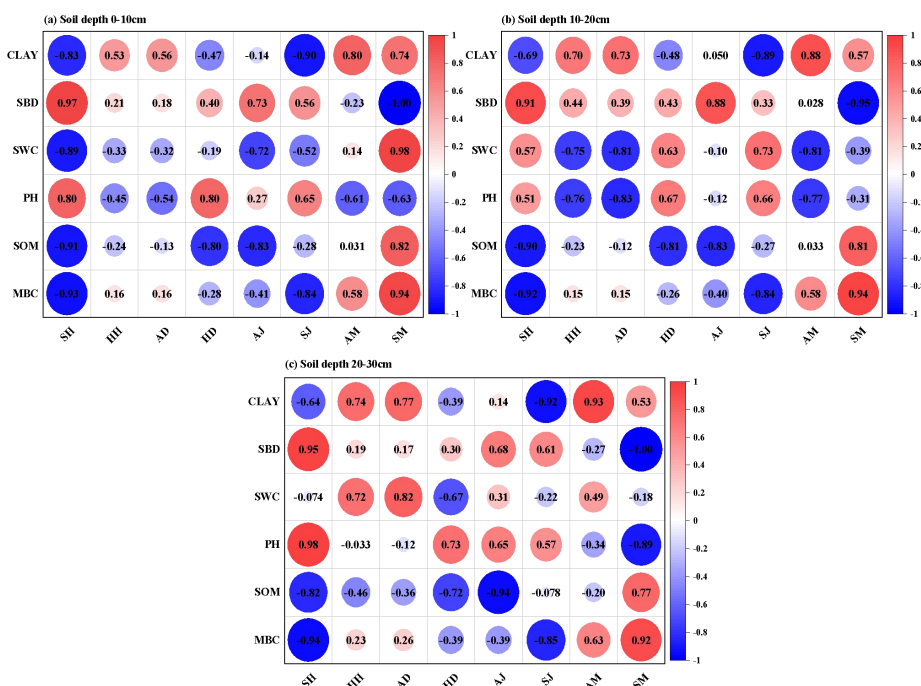 (a) Soil depth 0-10cm
CLAY -0.83 0.53 0.56 -0.47 -0.14 -0.90 0.80 0.74
SBD 0.97 0.21 0.18 0.40 0.73 0.56 -0.23 -1.00
SWC -0.89 -0.33 -0.32 -0.19 -0.72 -0.52 0.14 0.98
PH 0.80 -0.45 -0.54 0.80 0.27 0.65 -0.61 -0.63
SOM -0.91 -0.24 -0.13 -0.80 -0.83 -0.28 0.031 0.82
MBC -0.93 0.16 0.16 -0.28 -0.41 -0.84 0.58 0.94
SH HH AD HD AJ SJ AM SM
1
0.8
0.6
0.4
0.2
0
-0.2
-0.4
-0.6
-0.8
-1
(b) Soil depth 10-20cm
CLAY -0.69 0.70 0.73 -0.48 0.050 -0.89 0.88 0.57
SBD 0.91 0.44 0.39 0.43 0.88 0.33 0.028 -0.95
SWC 0.57 -0.75 -0.81 0.63 -0.10 0.73 -0.81 -0.39
PH 0.51 -0.76 -0.83 0.67 -0.12 0.66 -0.77 -0.31
SOM -0.90 -0.23 -0.12 -0.81 -0.83 -0.27 0.033 0.81
MBC -0.92 0.15 0.15 -0.26 -0.40 -0.84 0.58 0.94
SH HH AD HD AJ SJ AM SM
1
0.8
0.6
0.4
0.2
0
-0.2
-0.4
-0.6
-0.8
-1
(c) Soil depth 20-30cm
CLAY -0.64 0.74 0.77 -0.39 0.14 -0.92 0.93 0.53
SBD 0.95 0.19 0.17 0.30 0.68 0.61 -0.27 -1.00
SWC -0.074 0.72 0.82 -0.67 0.31 -0.22 0.49 -0.18
PH 0.98 -0.033 -0.12 0.73 0.65 0.57 -0.34 -0.89
SOM -0.82 -0.46 -0.36 -0.72 -0.94 -0.078 -0.20 0.77
MBC -0.94 0.23 0.26 -0.39 -0.39 -0.85 0.63 0.92
SH HH AD HD AJ SJ AM SM
1
0.8
0.6
0.4
0.2
0
-0.2
-0.4
-0.6
-0.8
-1